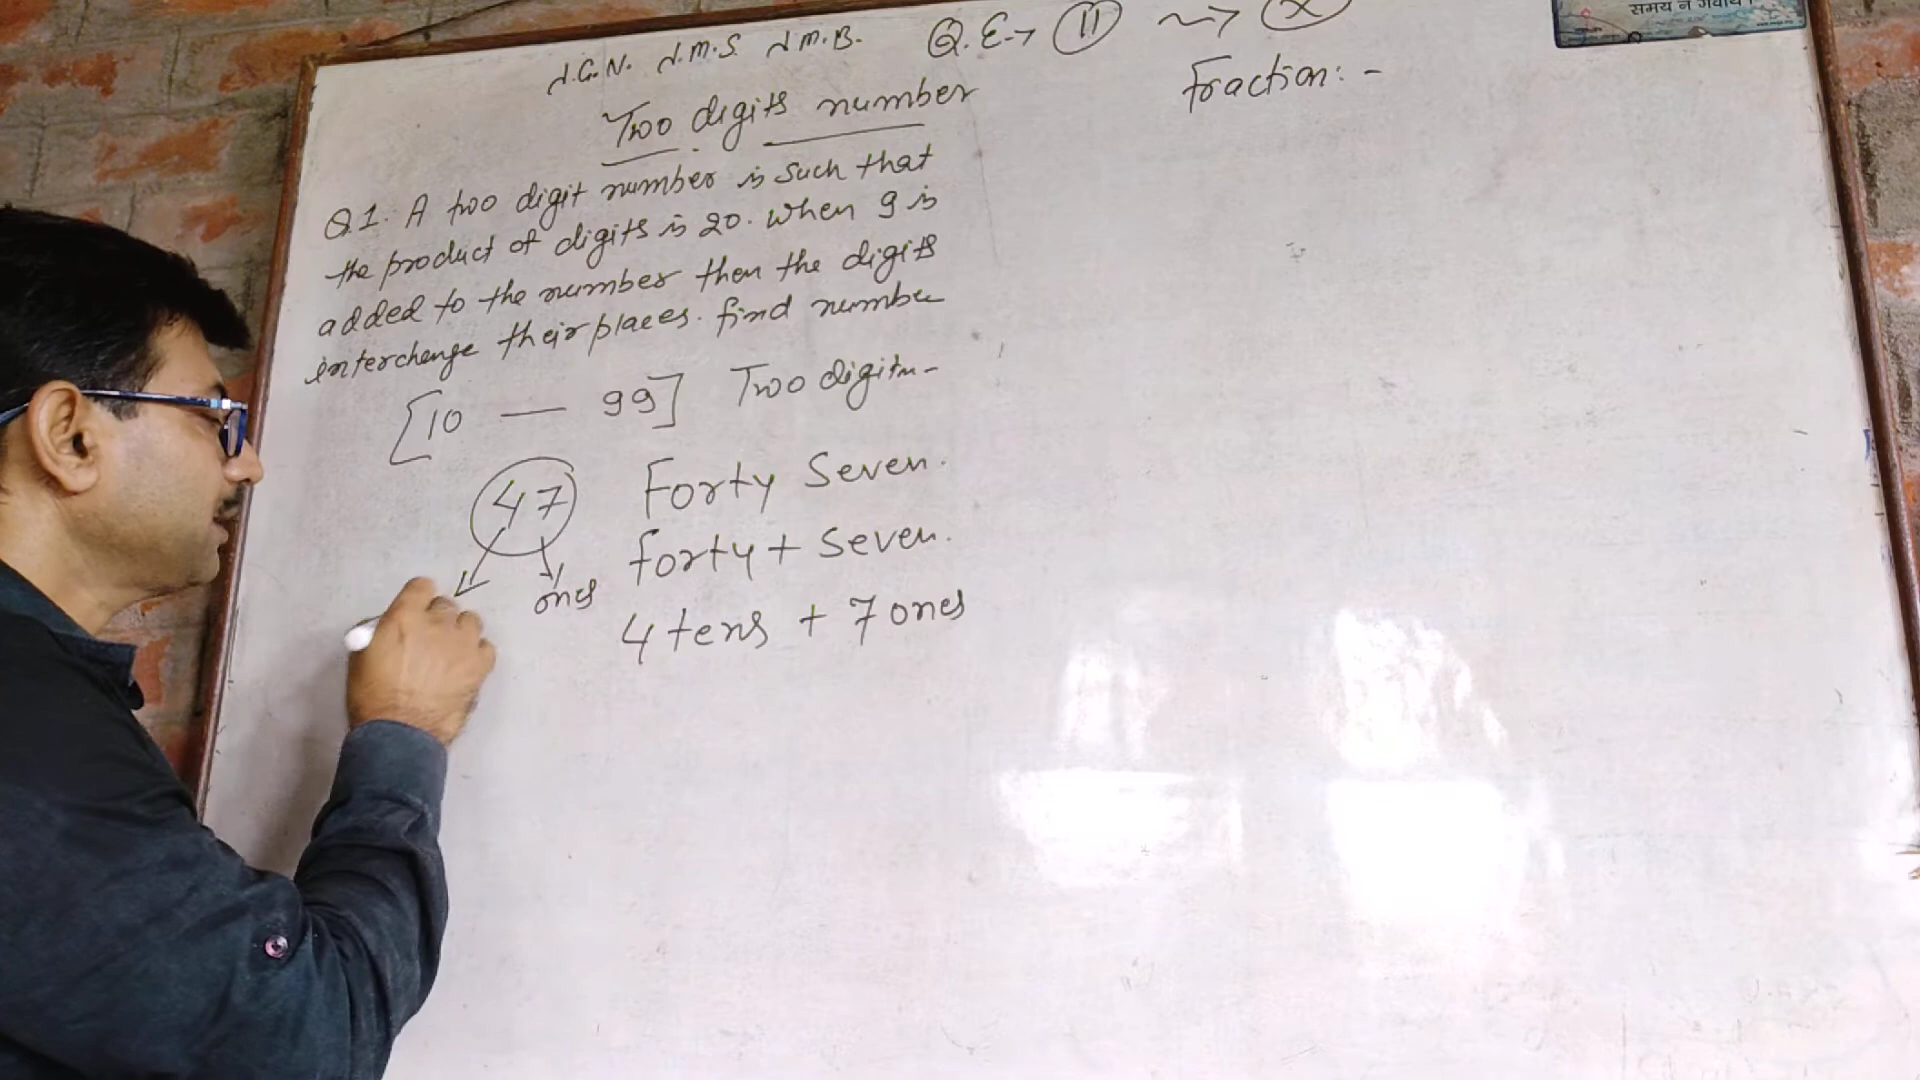 J.G.N. J.M.S. J.M.B. Q.E.→ 11 ⇝ X
समय न गंवाये।
Two digits number
Fraction:-
Q.1. A two digit number is such that
the product of digits is 20. When 9 is
added to the number then the digits
interchange their places. find number
[10 — 99] Two digit
47 Forty Seven.
forty + seven.
ones
4 tens + 7 ones